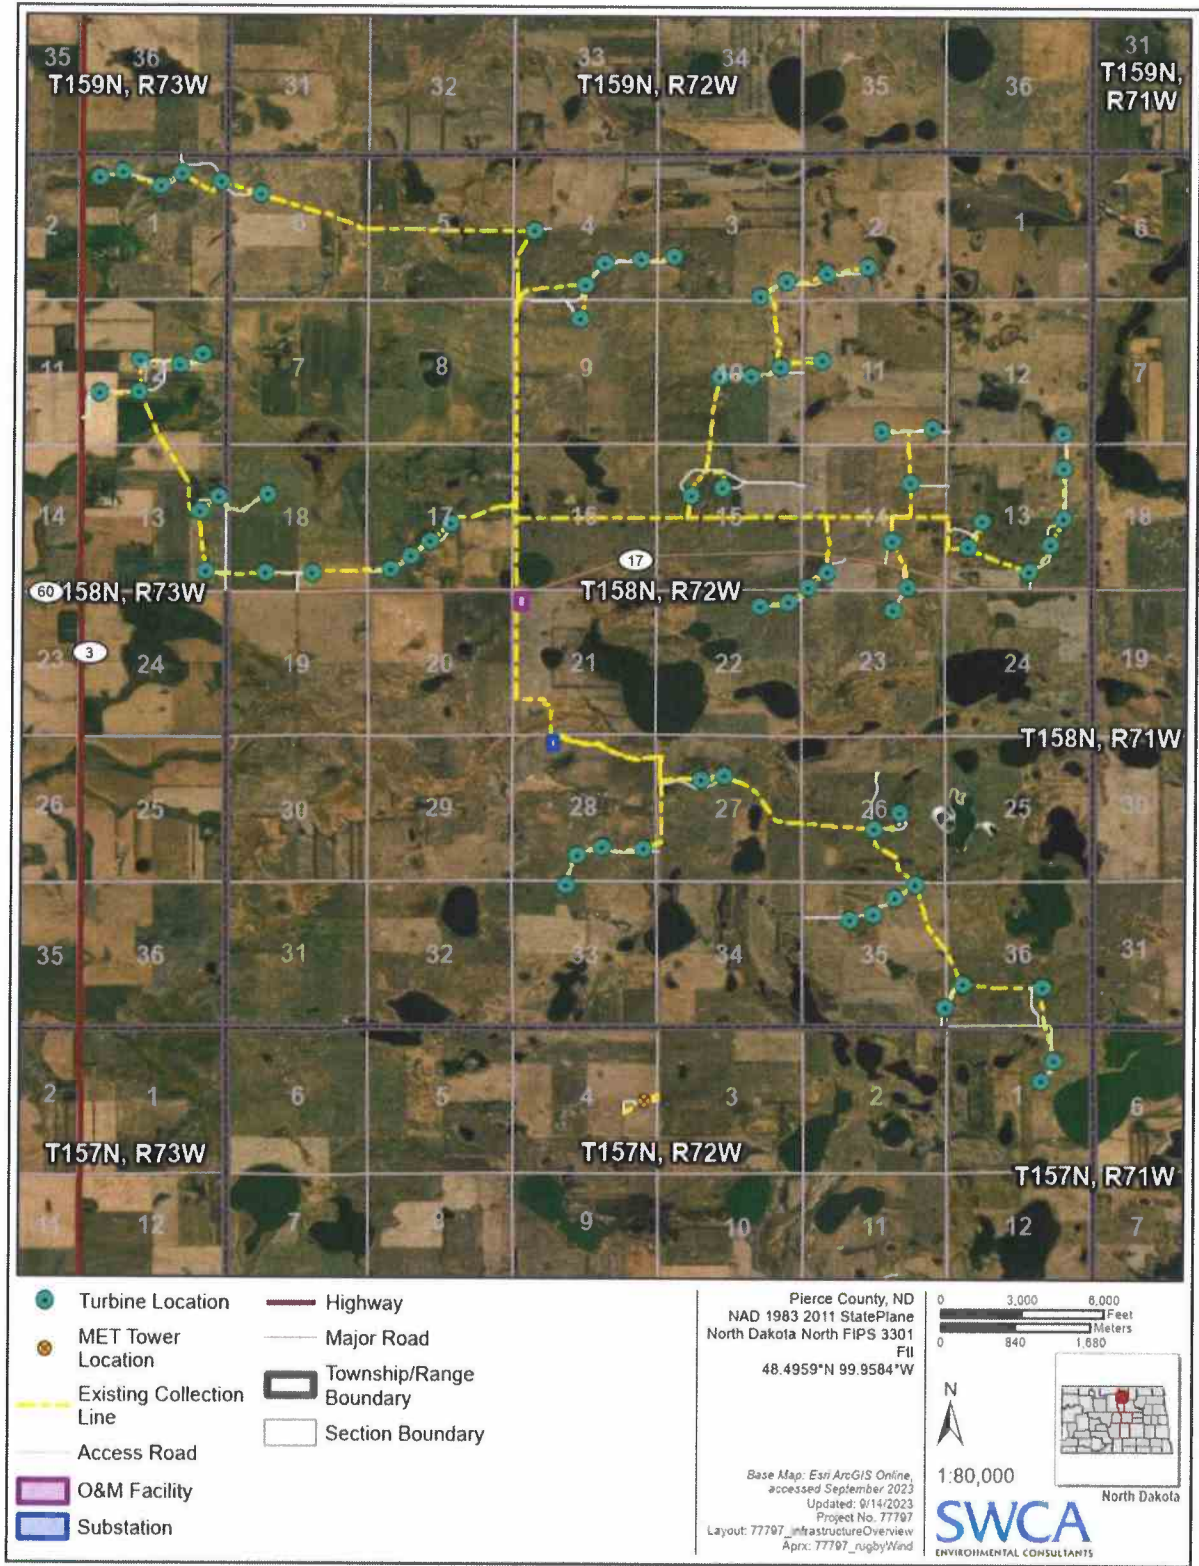 35 36 31 32 33 34 35 36 31
T159N, R73W T159N, R72W T159N,
R71W
2 1 6 5 4 3 2 1 6
11 12 7 8 9 10 11 12 7
14 13 18 17 16 15 14 13 18
17
60 T158N, R73W T158N, R72W
3
23 24 19 20 21 22 23 24 19
T158N, R71W
26 25 30 29 28 27 26 25 30
35 36 31 32 33 34 35 36 31
2 1 6 5 4 3 2 1 6
T157N, R73W T157N, R72W
T157N, R71W
11 12 7 8 9 10 11 12 7
Turbine Location
MET Tower
Location
Existing Collection
Line
Access Road
O&M Facility
Substation
Highway
Major Road
Township/Range
Boundary
Section Boundary
Pierce County, ND
NAD 1983 2011 StatePlane
North Dakota North FIPS 3301
FtI
48.4959°N 99.9584°W
Base Map: Esri ArcGIS Online,
accessed September 2023
Updated: 9/14/2023
Project No. 77797
Layout: 77797_infrastructureOverview
Aprx: 77797_rugbyWind
0 3,000 6,000
Feet
Meters
0 840 1,680
N
1:80,000
North Dakota
SWCA
ENVIRONMENTAL CONSULTANTS